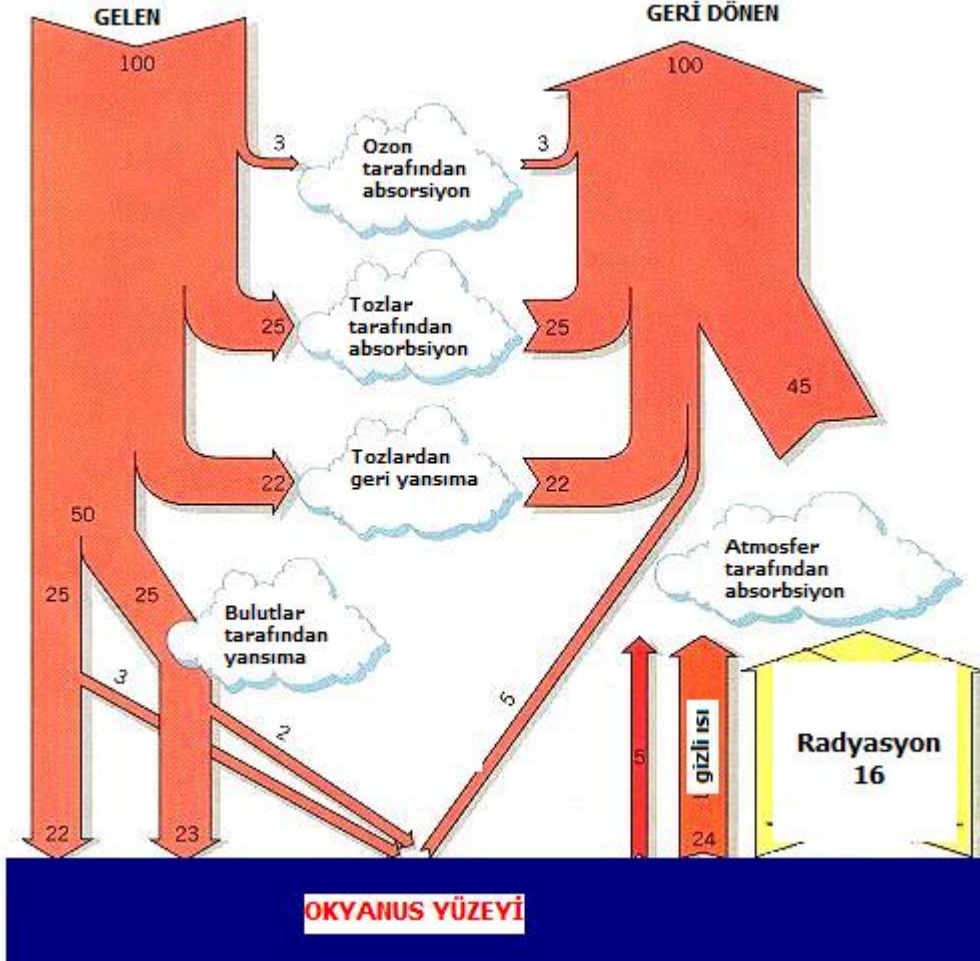 GELEN
GERİ DÖNEN
100
100
3
Ozon
tarafından
absorsiyon
3
25
Tozlar
tarafından
absorbsiyon
25
45
22
Tozlardan
geri yansıma
22
50
Atmosfer
tarafından
absorbsiyon
25
25
Bulutlar
tarafından
yansıma
3
2
5
5
gizli ısı
Radyasyon
16
22
23
24
OKYANUS YÜZEYİ